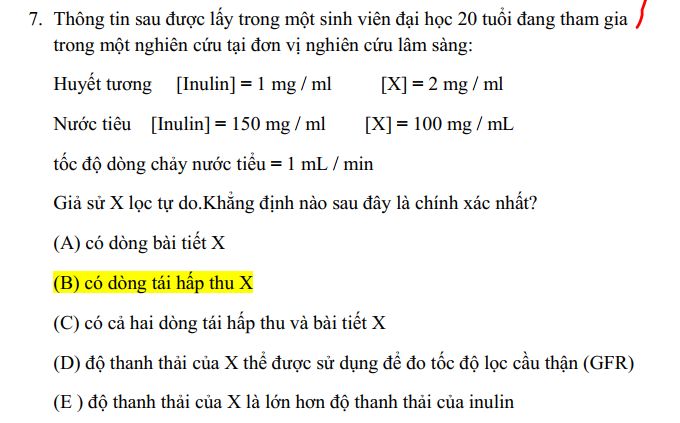 7. Thông tin sau được lấy trong một sinh viên đại học 20 tuổi đang tham gia
trong một nghiên cứu tại đơn vị nghiên cứu lâm sàng:
Huyết tương [Inulin] = 1 mg / ml [X] = 2 mg / ml
Nước tiêu [Inulin] = 150 mg / ml [X] = 100 mg / mL
tốc độ dòng chảy nước tiểu = 1 mL / min
Giả sử X lọc tự do.Khẳng định nào sau đây là chính xác nhất?
(A) có dòng bài tiết X
(B) có dòng tái hấp thu X
(C) có cả hai dòng tái hấp thu và bài tiết X
(D) độ thanh thải của X thể được sử dụng để đo tốc độ lọc cầu thận (GFR)
(E ) độ thanh thải của X là lớn hơn độ thanh thải của inulin